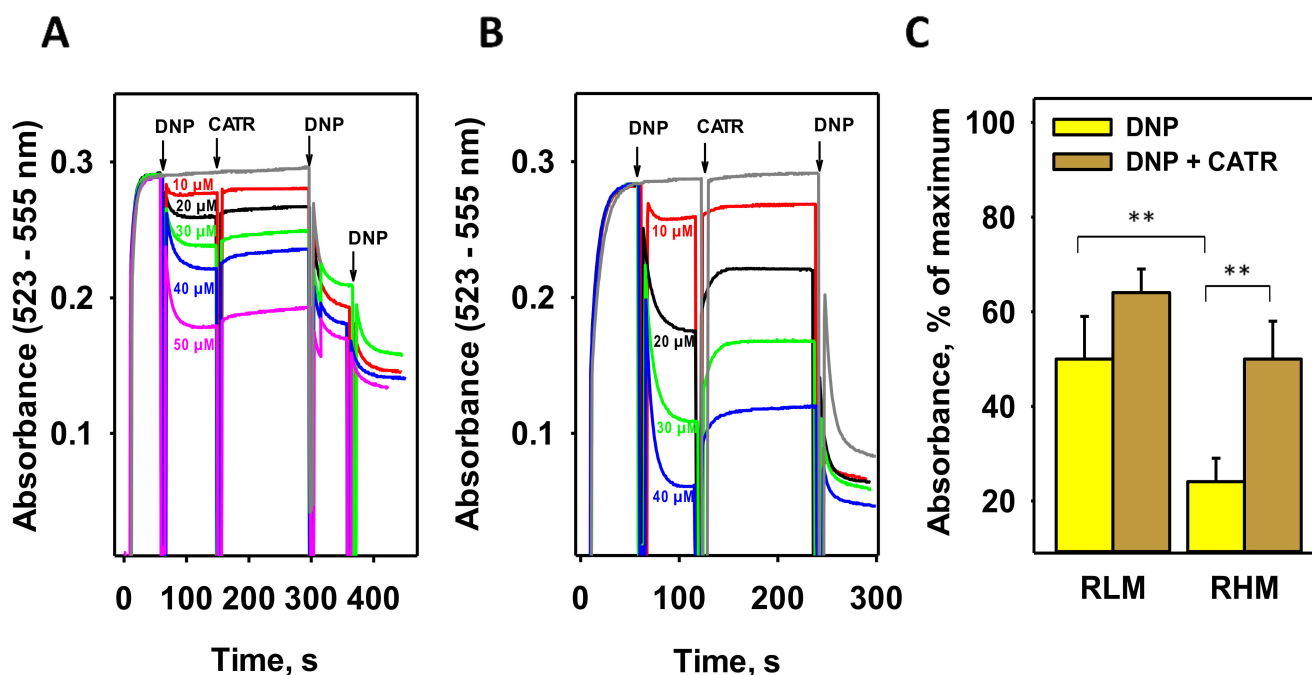 A
Absorbance (523 - 555 nm)
0.3
0.2
0.1
DNP
CATR
DNP
DNP
10 µM
20 µM
30 µM
40 µM
50 µM
0 100 200 300 400
Time, s
B
Absorbance (523 - 555 nm)
0.3
0.2
0.1
DNP
CATR
DNP
10 µM
20 µM
30 µM
40 µM
0 100 200 300
Time, s
C
Absorbance, % of maximum
100
80
60
40
20
DNP
DNP + CATR
**
**
RLM RHM